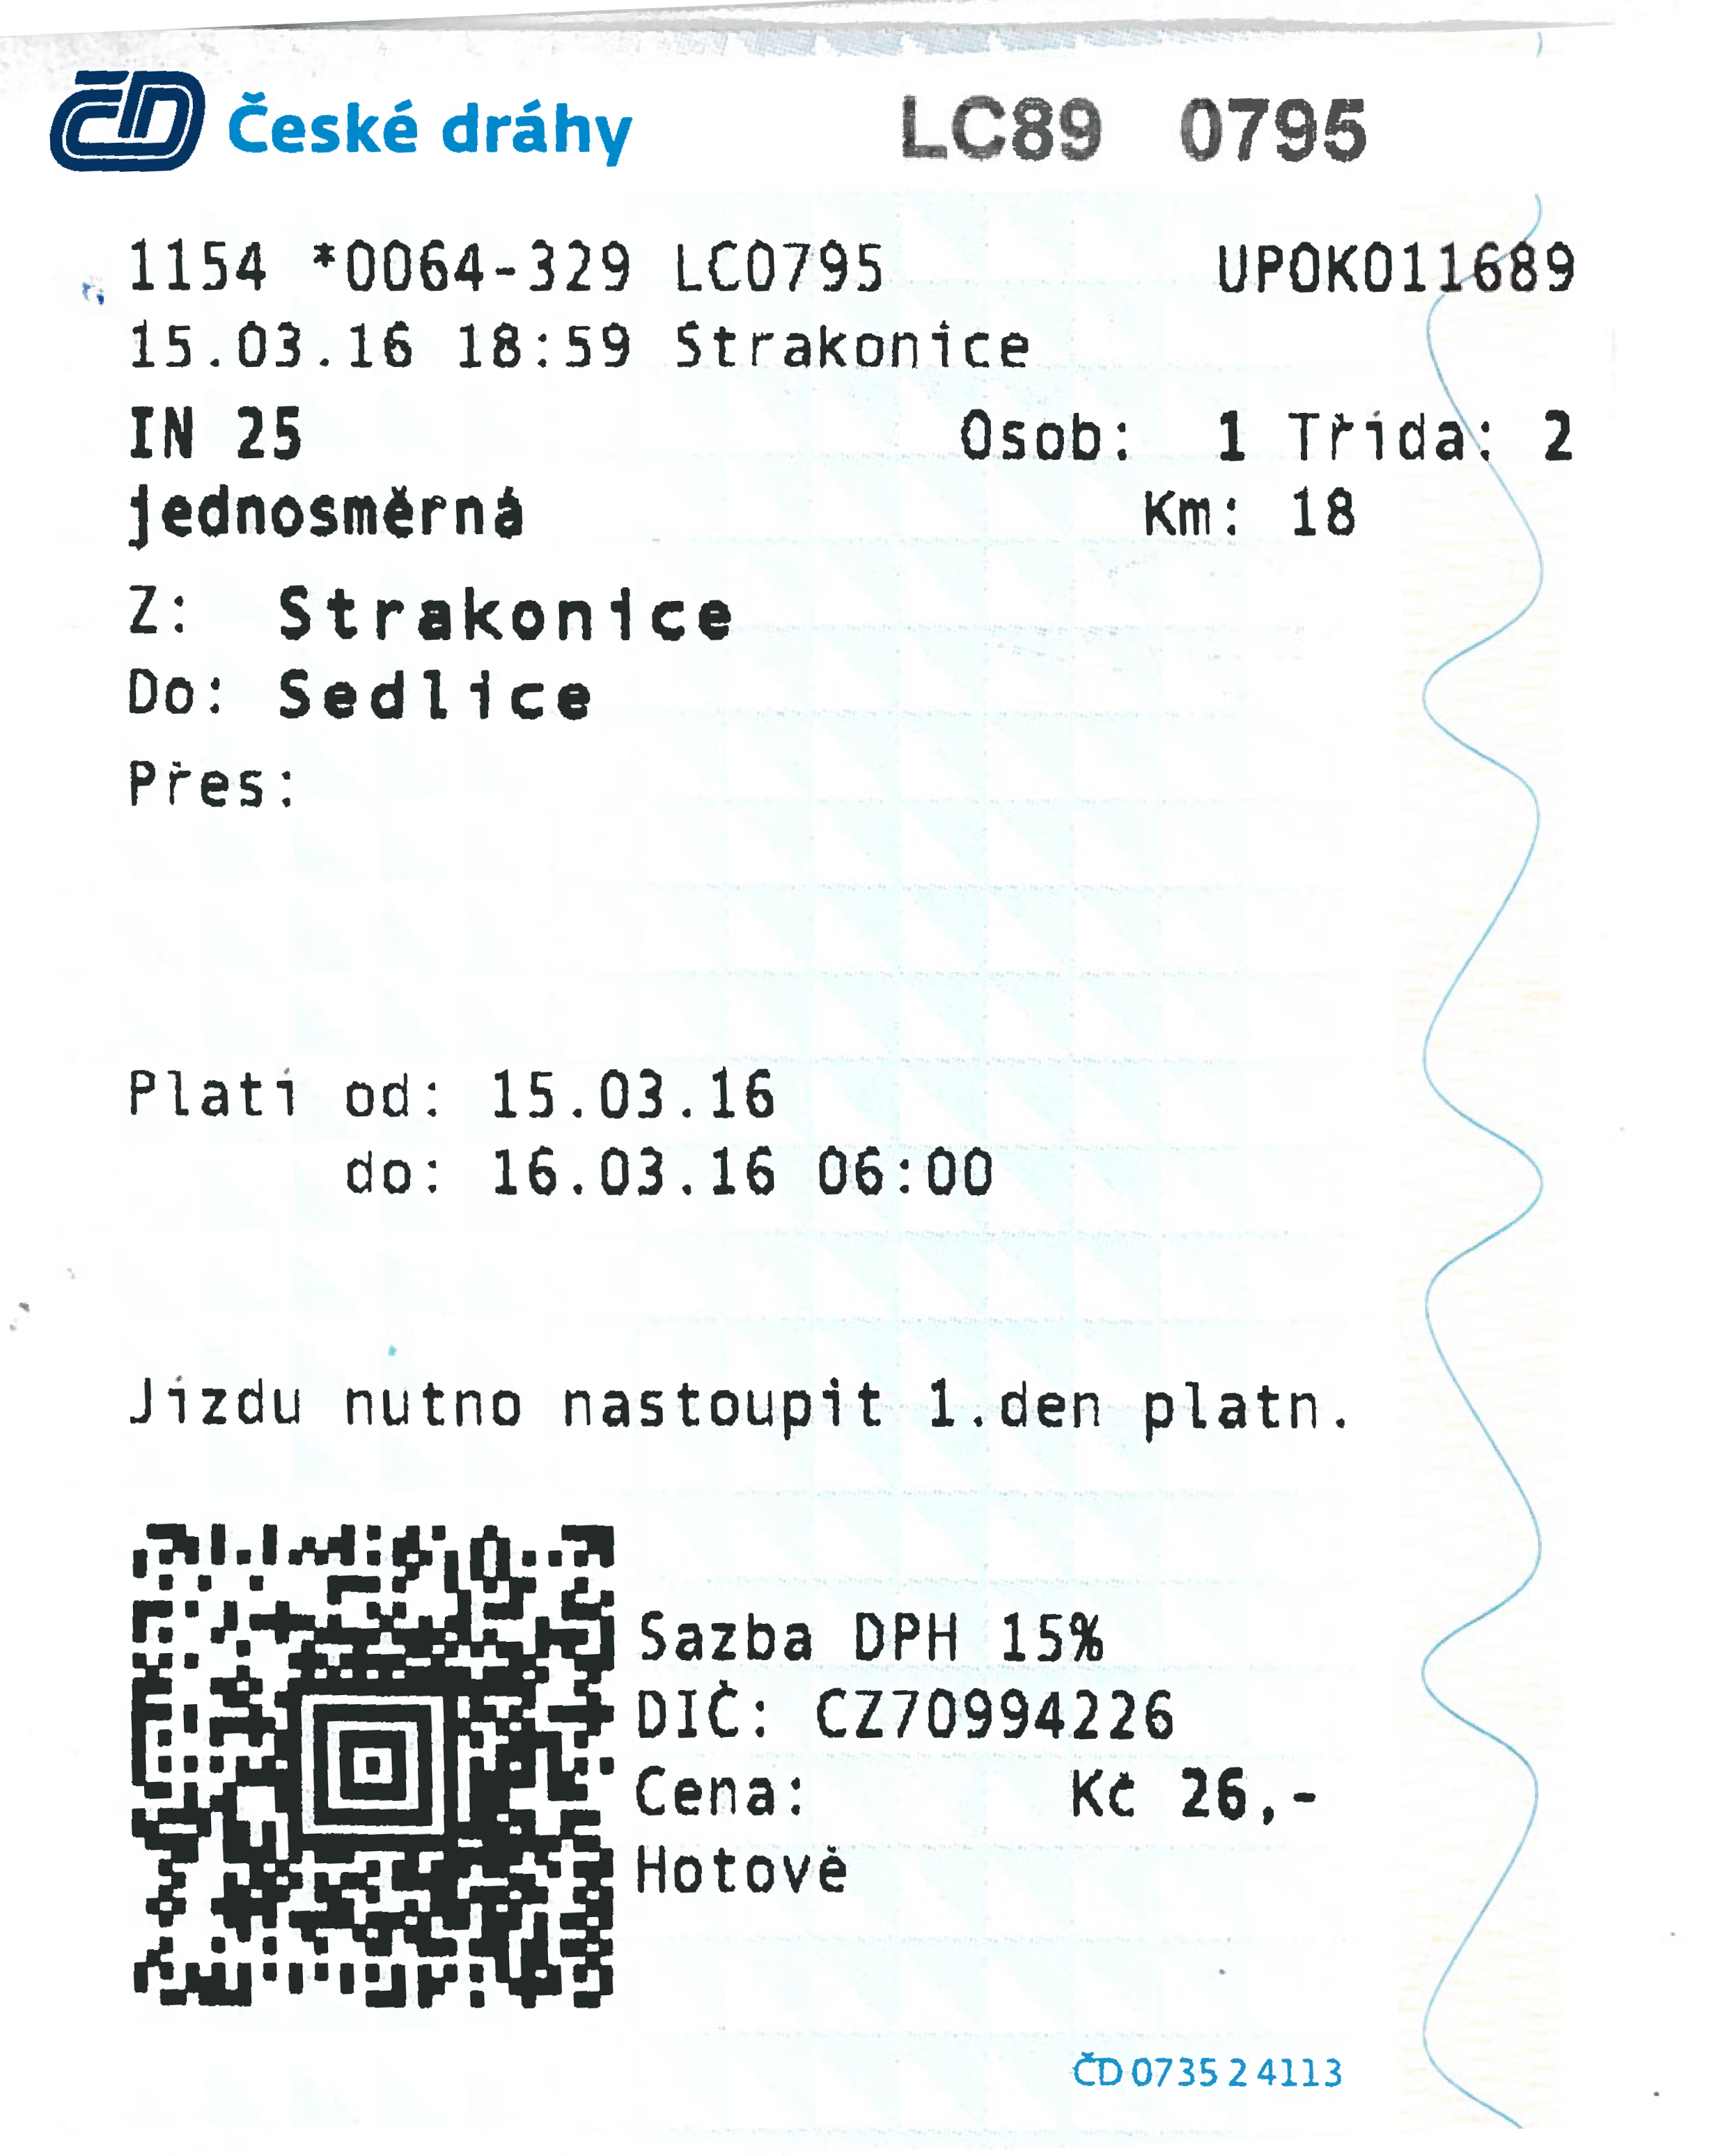 ČD České dráhy LC89 0795
1154 *0064-329 LC0795 UPOK011689
15.03.16 18:59 Strakonice
IN 25 Osob: 1 Třída: 2
jednosměrná Km: 18
Z: Strakonice
Do: Sedlice
Přes:
Platí od: 15.03.16
do: 16.03.16 06:00
Jízdu nutno nastoupit 1.den platn.
Sazba DPH 15%
DIČ: CZ70994226
Cena: Kč 26,-
Hotově
ČD 0735 2 4113